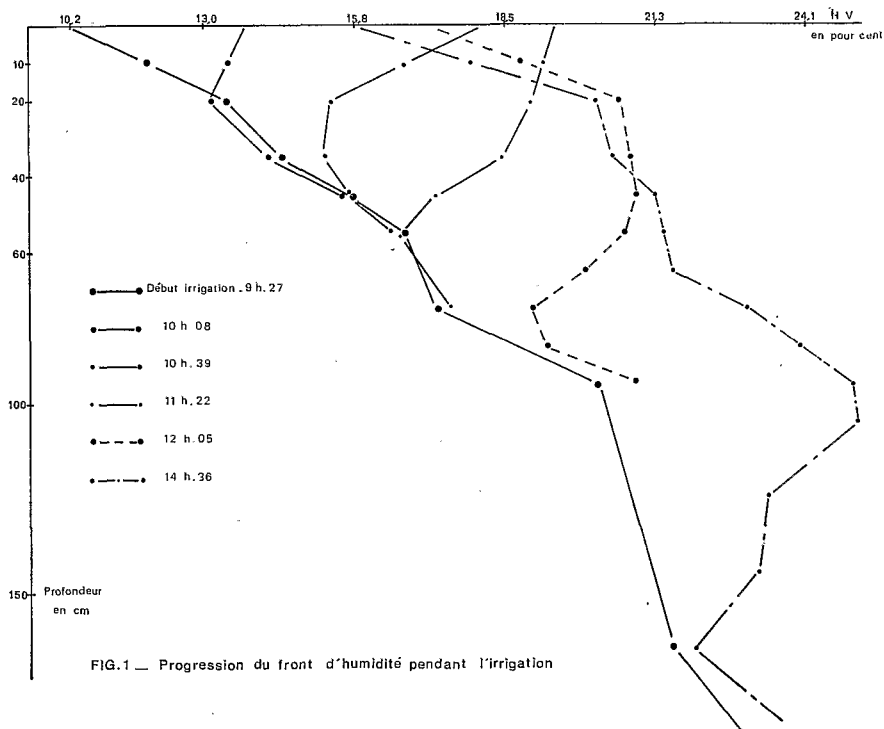 10,2 13,0 15,8 18,5 21,3 24,1 H V
en pour cent
10
20
40
60
Début irrigation . 9 h. 27
10 h 08
10 h. 39
100
11 h. 22
12 h. 05
14 h. 36
150
Profondeur
en cm
FIG.1 _ Progression du front d'humidité pendant l'irrigation